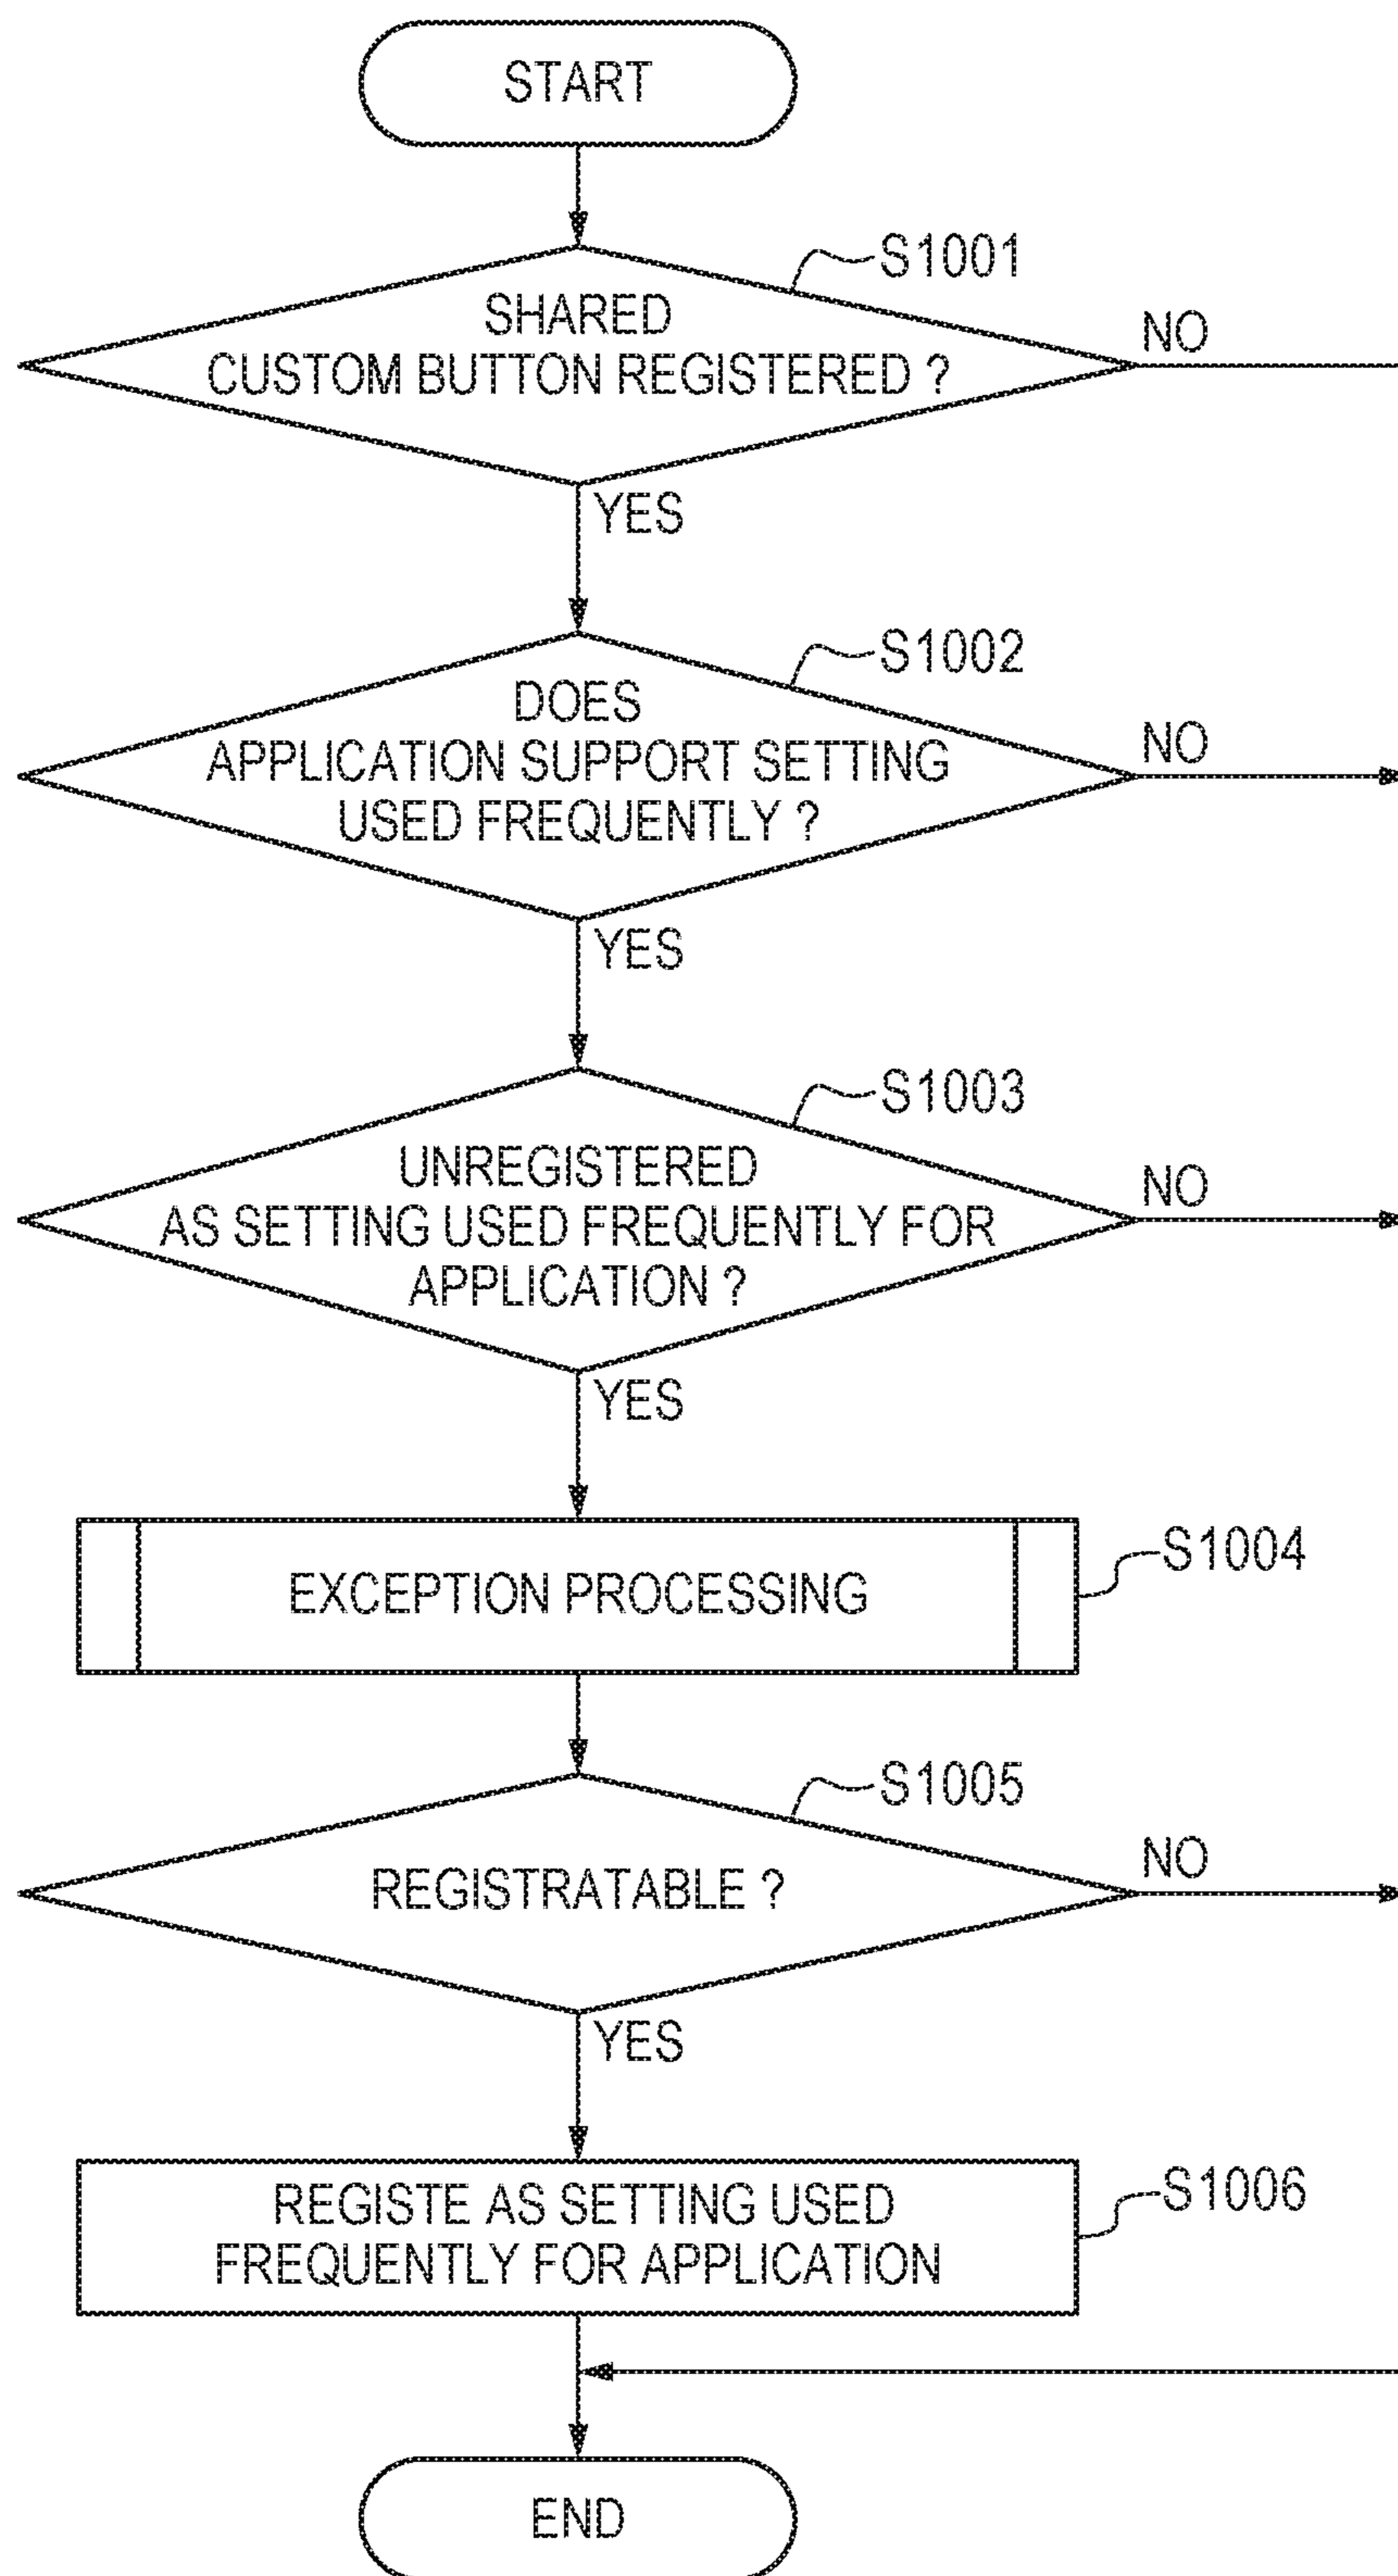 START
S1001
SHARED
CUSTOM BUTTON REGISTERED ?
NO
YES
S1002
DOES
APPLICATION SUPPORT SETTING
USED FREQUENTLY ?
NO
YES
S1003
UNREGISTERED
AS SETTING USED FREQUENTLY FOR
APPLICATION ?
NO
YES
EXCEPTION PROCESSING
S1004
S1005
REGISTRATABLE ?
NO
YES
REGISTE AS SETTING USED
FREQUENTLY FOR APPLICATION
S1006
END